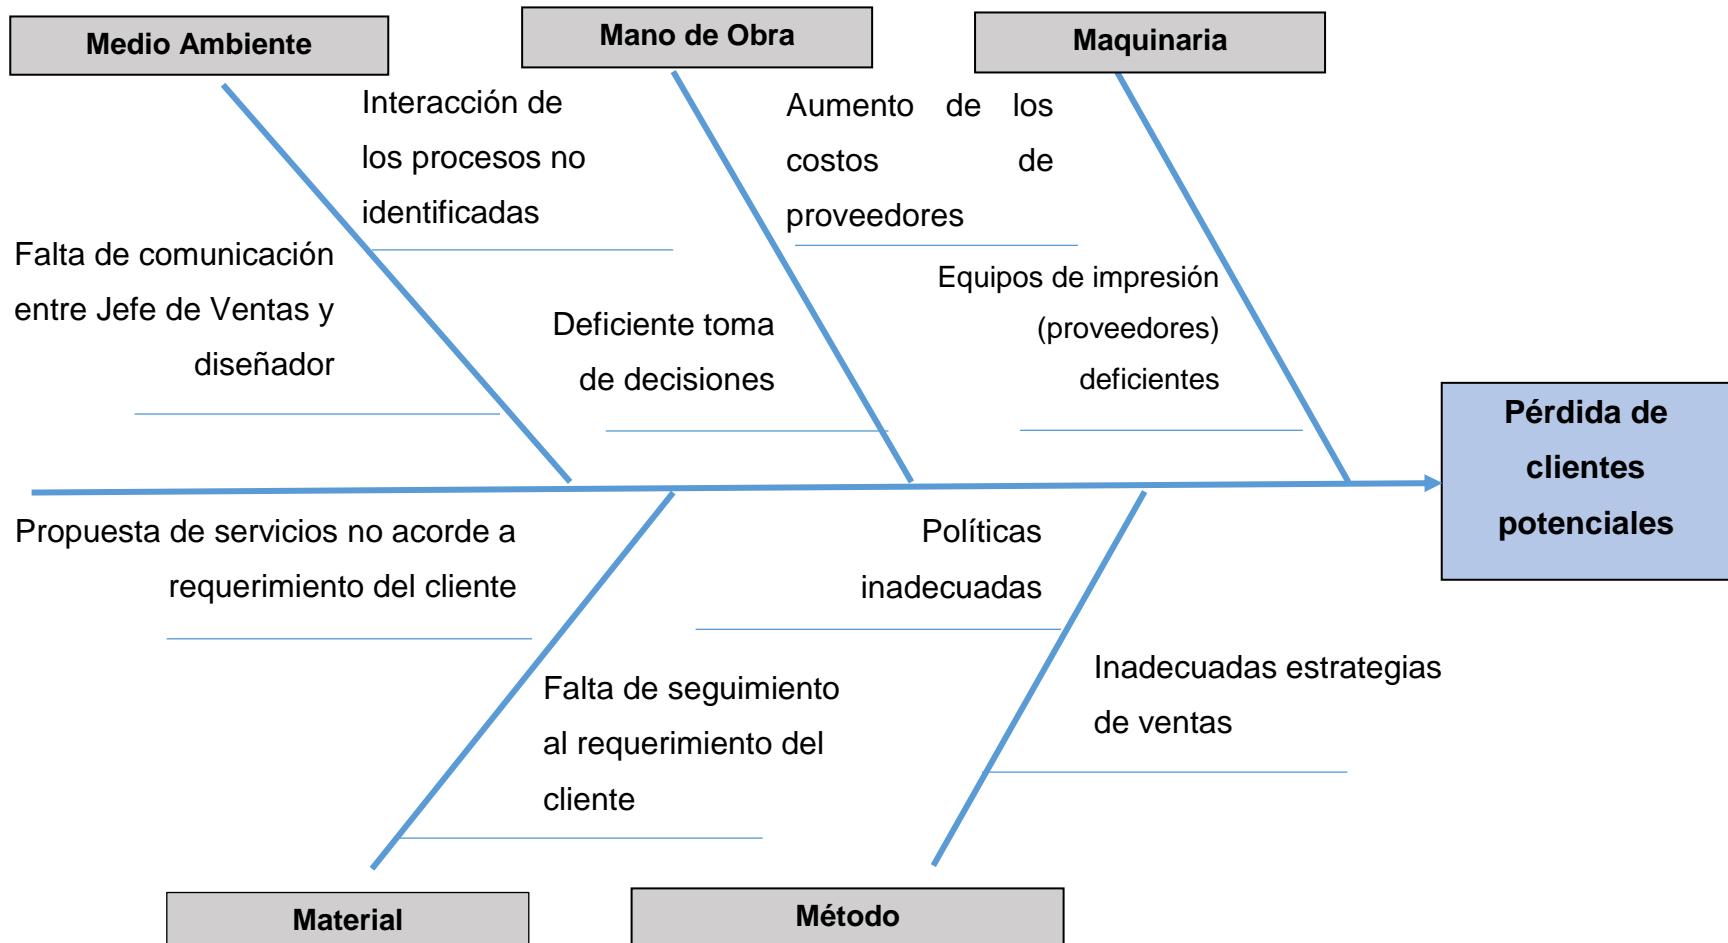 Medio Ambiente
Mano de Obra
Maquinaria
Interacción de
los procesos no
identificadas
Aumento de los
costos de
proveedores
Falta de comunicación
entre Jefe de Ventas y
diseñador
Deficiente toma
de decisiones
Equipos de impresión
(proveedores)
deficientes
Pérdida de
clientes
potenciales
Propuesta de servicios no acorde a
requerimiento del cliente
Políticas
inadecuadas
Falta de seguimiento
al requerimiento del
cliente
Inadecuadas estrategias
de ventas
Material
Método